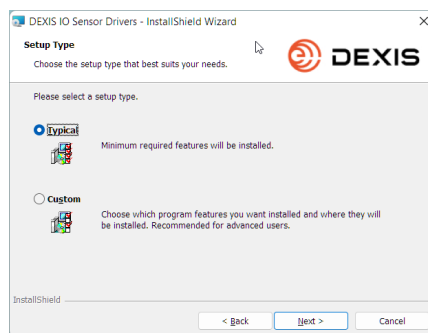 DEXIS IO Sensor Drivers - InstallShield Wizard
Setup Type
Choose the setup type that best suits your needs.
DEXIS
Please select a setup type.
Typical
Minimum required features will be installed.
Custom
Choose which program features you want installed and where they will
be installed. Recommended for advanced users.
InstallShield
< Back
Next >
Cancel